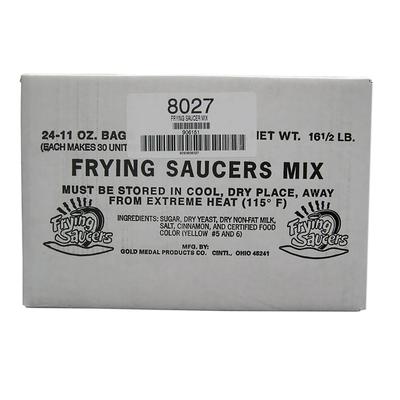 8027
FRYING SAUCER MIX
906151
24-11 OZ. BAG
NET WT. 16½ LB.
(EACH MAKES 30 UNIT
FRYING SAUCERS MIX
MUST BE STORED IN COOL, DRY PLACE, AWAY
FROM EXTREME HEAT (115° F)
INGREDIENTS: SUGAR, DRY YEAST, DRY NON-FAT MILK,
SALT, CINNAMON, AND CERTIFIED FOOD
COLOR (YELLOW #5 AND 6)
MFG. BY:
GOLD MEDAL PRODUCTS CO. CINTI., OHIO 45241
Frying
Saucers
Frying
Saucers